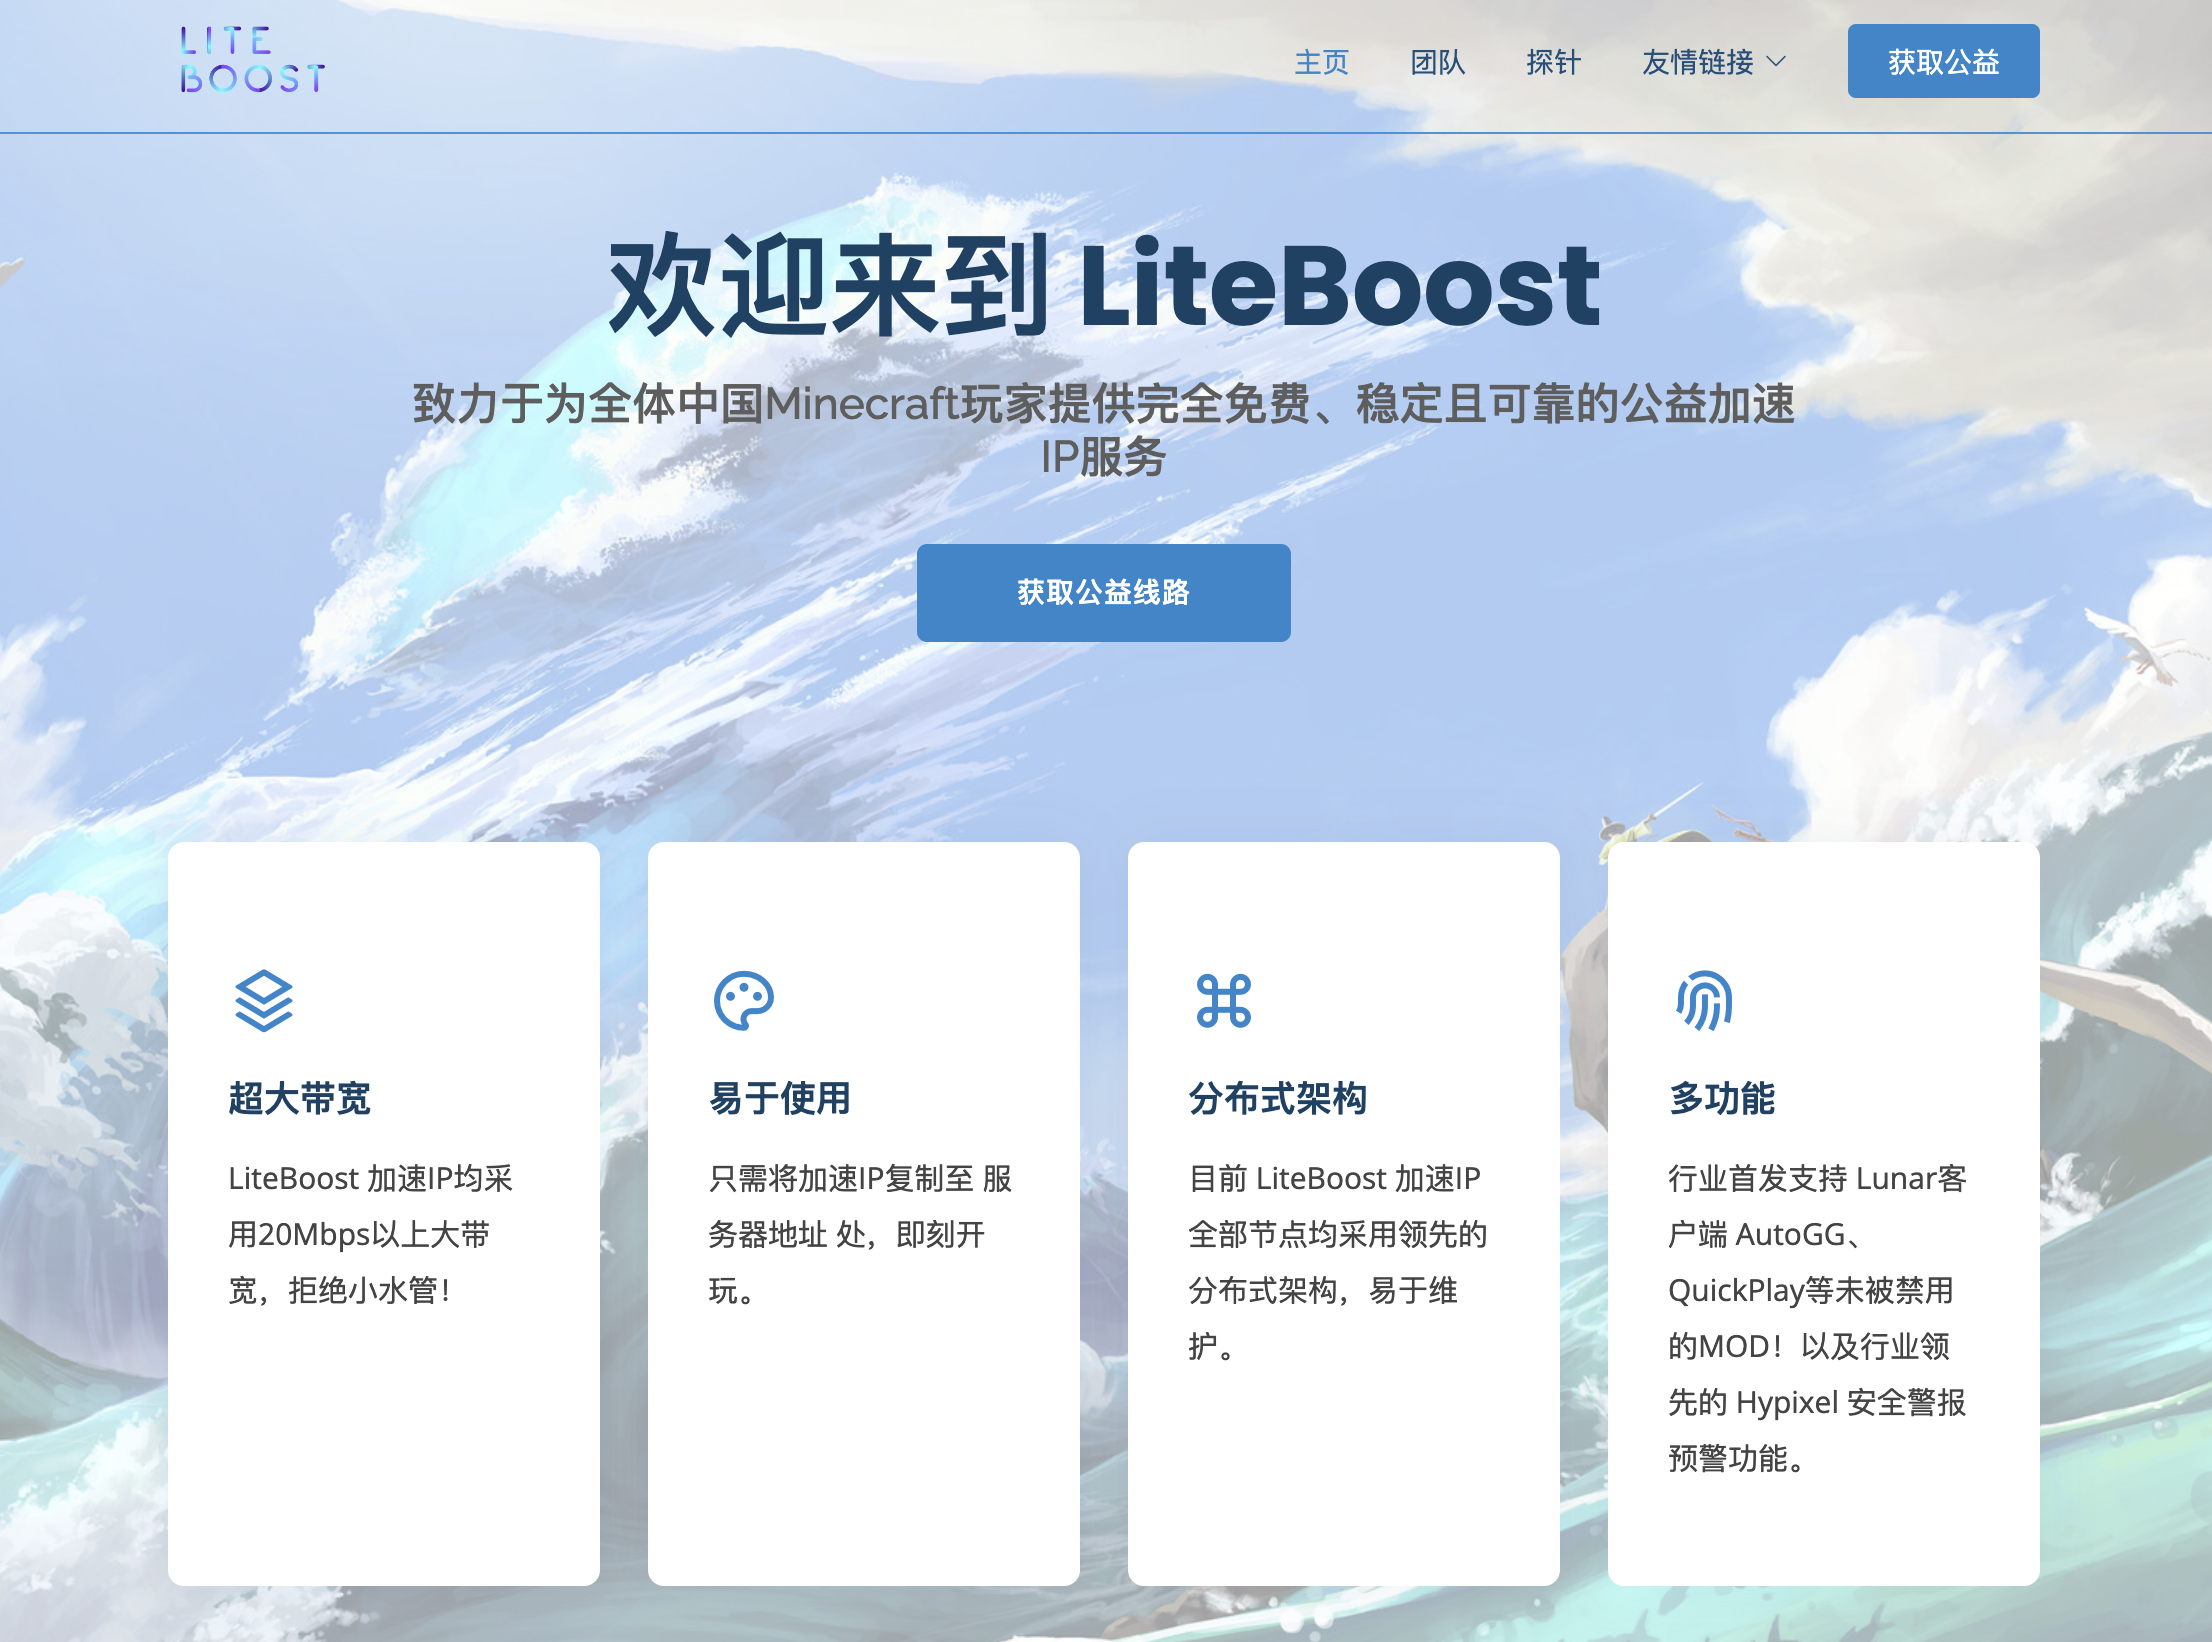 LITE
BOOST
主页
团队
探针
友情链接
获取公益
欢迎来到 LiteBoost
致力于为全体中国Minecraft玩家提供完全免费、稳定且可靠的公益加速
IP服务
获取公益线路
超大带宽
LiteBoost 加速IP均采
用20Mbps以上大带
宽，拒绝小水管！
易于使用
只需将加速IP复制至 服
务器地址 处，即刻开
玩。
分布式架构
目前 LiteBoost 加速IP
全部节点均采用领先的
分布式架构，易于维
护。
多功能
行业首发支持 Lunar客
户端 AutoGG、
QuickPlay等未被禁用
的MOD！以及行业领
先的 Hypixel 安全警报
预警功能。